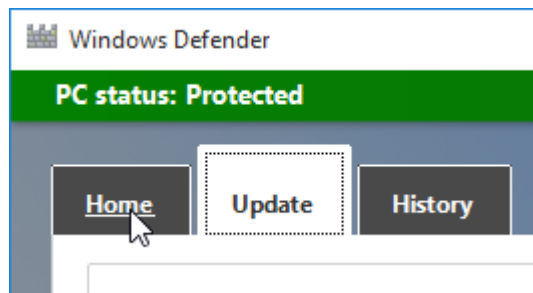 Windows Defender
PC status: Protected
Home Update History